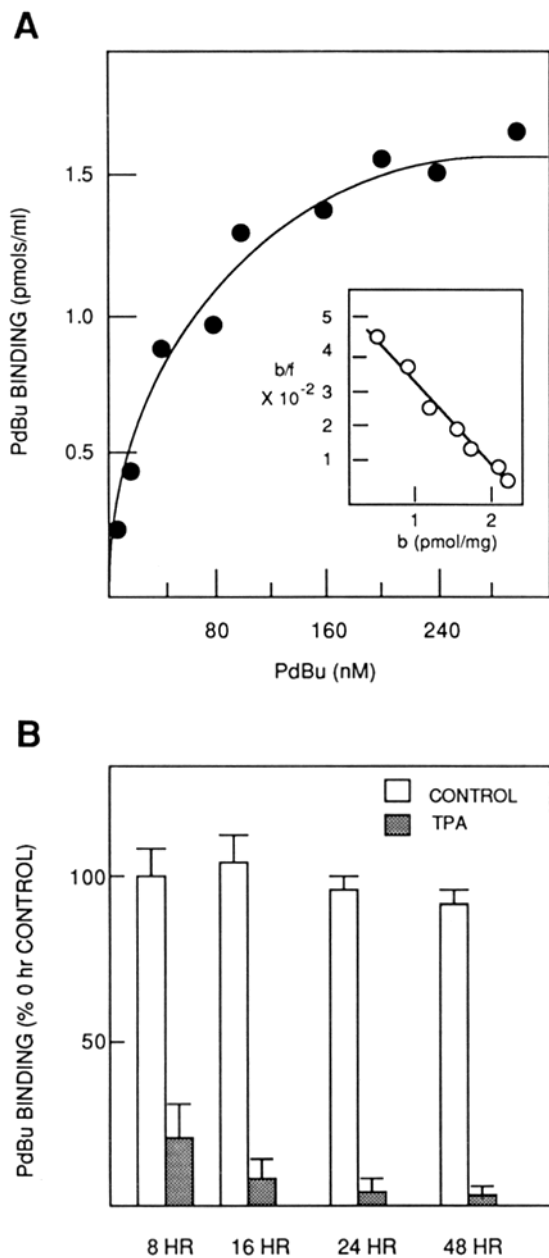 A
PdBu BINDING (pmols/ml)
1.5
1.0
0.5
80
160
240
PdBu (nM)
b/f
X 10-2
5
4
3
2
1
1
2
b (pmol/mg)
B
PdBu BINDING (% 0 hr CONTROL)
100
50
CONTROL
TPA
8 HR
16 HR
24 HR
48 HR